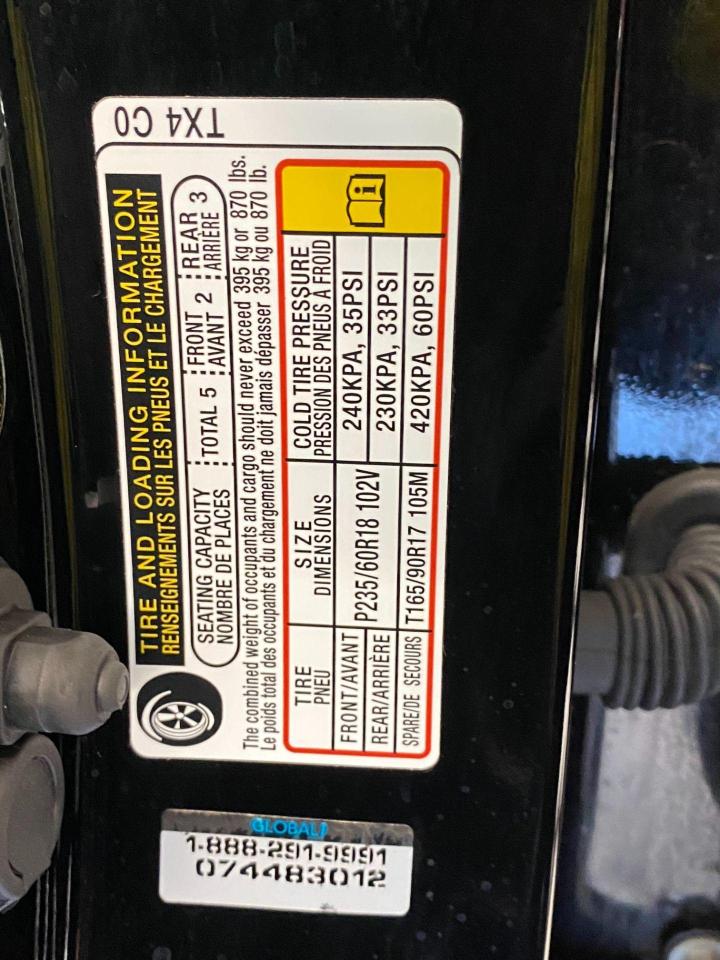 TX4 C0
TIRE AND LOADING INFORMATION
RENSEIGNEMENTS SUR LES PNEUS ET LE CHARGEMENT
SEATING CAPACITY TOTAL 5 FRONT 2 REAR 3
NOMBRE DE PLACES AVANT 2 ARRIÈRE 3
The combined weight of occupants and cargo should never exceed 395 kg or 870 lbs.
Le poids total des occupants et du chargement ne doit jamais dépasser 395 kg ou 870 lb.
TIRE SIZE COLD TIRE PRESSURE
PNEU DIMENSIONS PRESSION DES PNEUS À FROID
FRONT/AVANT P235/60R18 102V 240KPA, 35PSI
REAR/ARRIÈRE 230KPA, 33PSI
SPARE/DE SECOURS T165/90R17 105M 420KPA, 60PSI
GLOBALI
1-888-291-9991
074483012